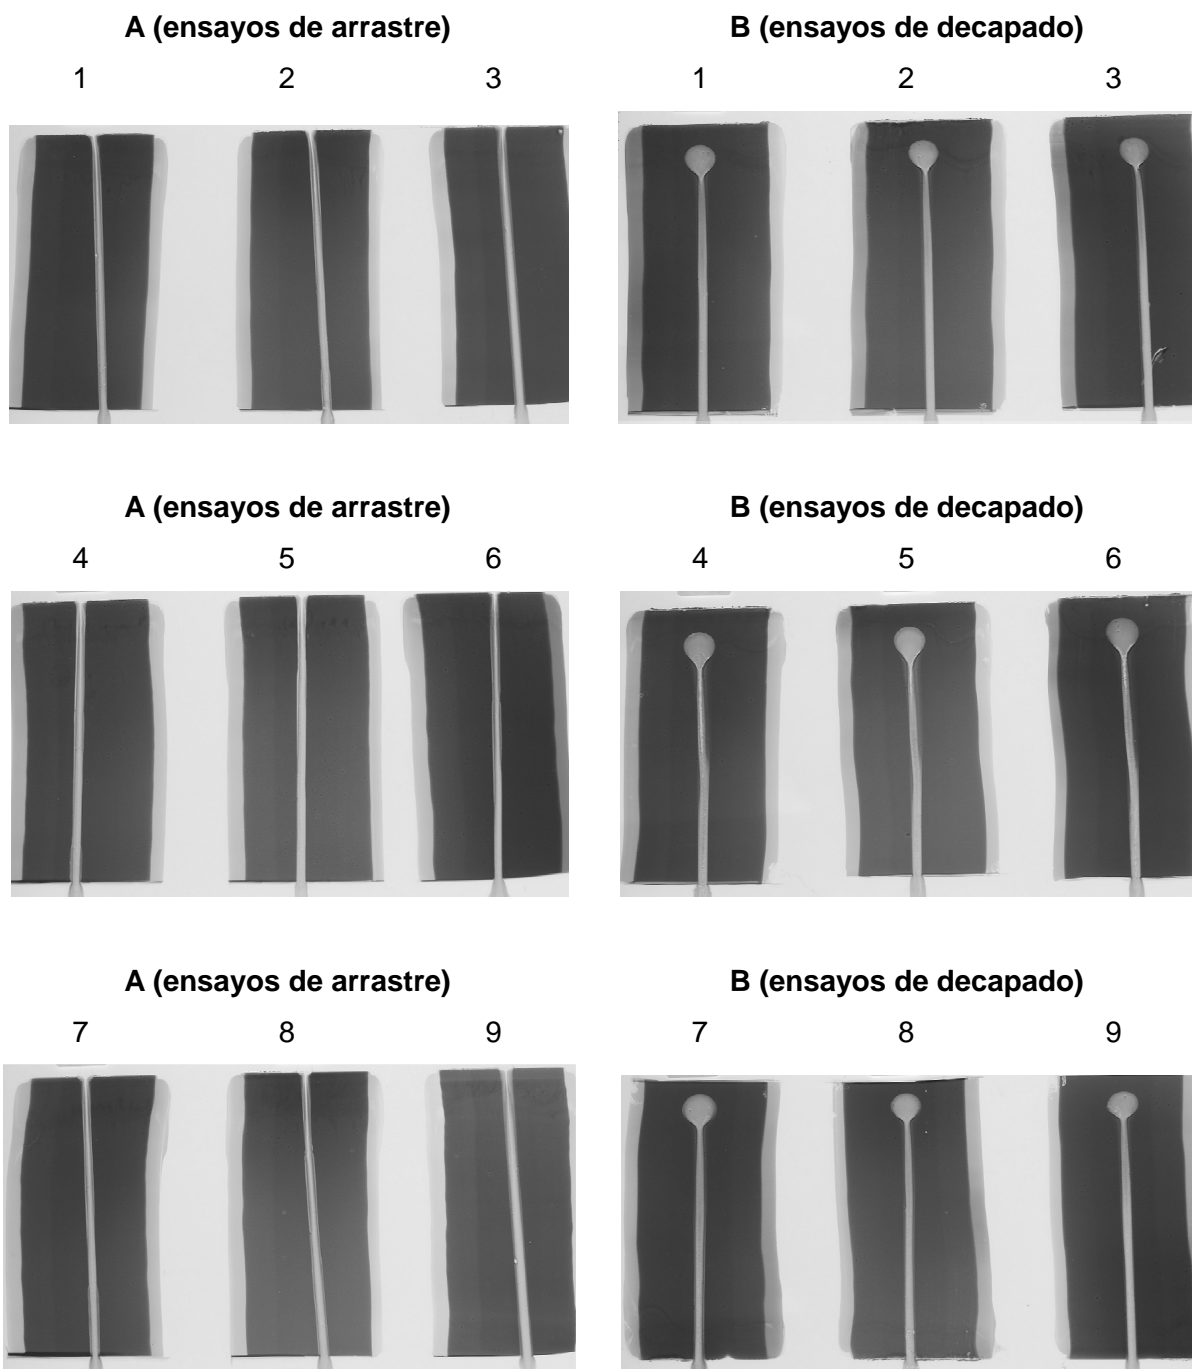 A (ensayos de arrastre)
1 2 3
B (ensayos de decapado)
1 2 3
A (ensayos de arrastre)
4 5 6
B (ensayos de decapado)
4 5 6
A (ensayos de arrastre)
7 8 9
B (ensayos de decapado)
7 8 9